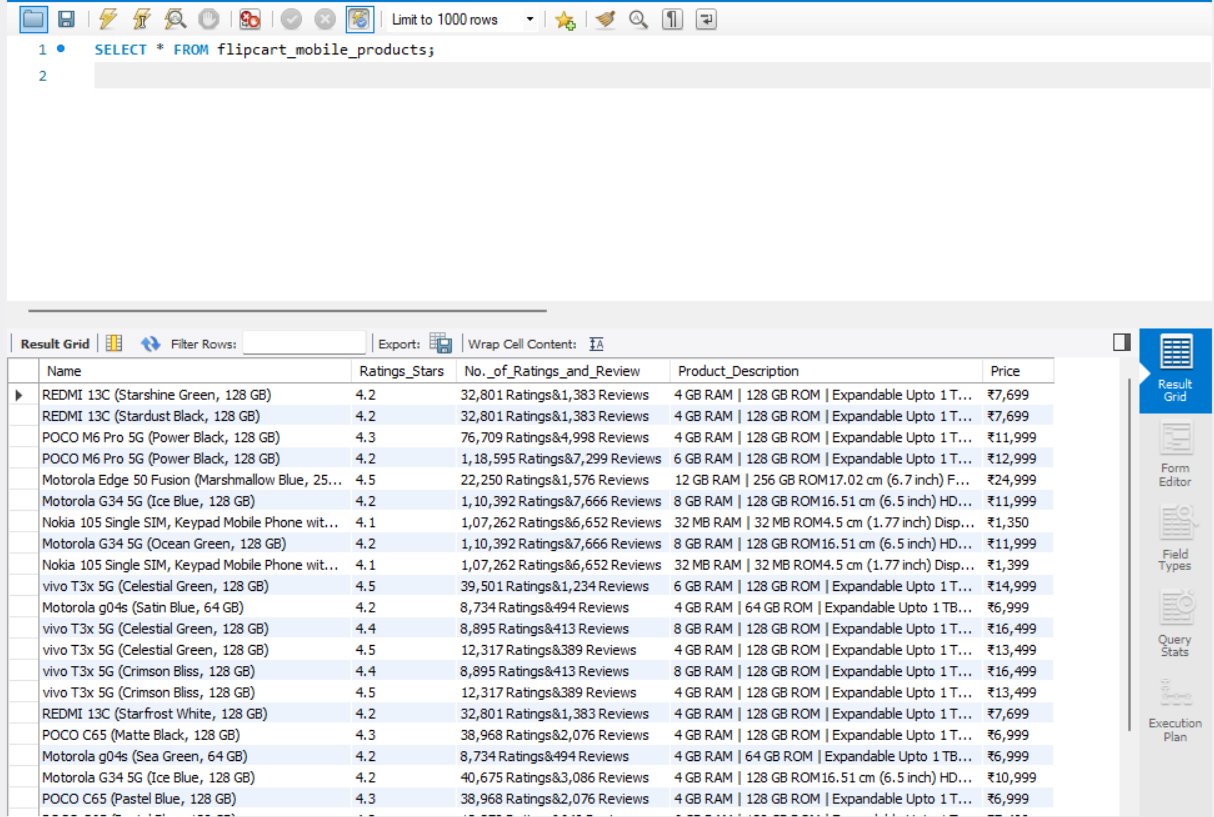 Limit to 1000 rows
1 SELECT * FROM flipcart_mobile_products;
2
Result Grid Filter Rows: Export: Wrap Cell Content:
Name Ratings_Stars No._of_Ratings_and_Review Product_Description Price
REDMI 13C (Starshine Green, 128 GB) 4.2 32,801 Ratings&1,383 Reviews 4 GB RAM | 128 GB ROM | Expandable Upto 1 T... ₹7,699
REDMI 13C (Stardust Black, 128 GB) 4.2 32,801 Ratings&1,383 Reviews 4 GB RAM | 128 GB ROM | Expandable Upto 1 T... ₹7,699
POCO M6 Pro 5G (Power Black, 128 GB) 4.3 76,709 Ratings&4,998 Reviews 4 GB RAM | 128 GB ROM | Expandable Upto 1 T... ₹11,999
POCO M6 Pro 5G (Power Black, 128 GB) 4.2 1,18,595 Ratings&7,299 Reviews 6 GB RAM | 128 GB ROM | Expandable Upto 1 T... ₹12,999
Motorola Edge 50 Fusion (Marshmallow Blue, 25... 4.5 22,250 Ratings&1,576 Reviews 12 GB RAM | 256 GB ROM17.02 cm (6.7 inch) F... ₹24,999
Motorola G34 5G (Ice Blue, 128 GB) 4.2 1,10,392 Ratings&7,666 Reviews 8 GB RAM | 128 GB ROM16.51 cm (6.5 inch) HD... ₹11,999
Nokia 105 Single SIM, Keypad Mobile Phone wit... 4.1 1,07,262 Ratings&6,652 Reviews 32 MB RAM | 32 MB ROM4.5 cm (1.77 inch) Disp... ₹1,350
Motorola G34 5G (Ocean Green, 128 GB) 4.2 1,10,392 Ratings&7,666 Reviews 8 GB RAM | 128 GB ROM16.51 cm (6.5 inch) HD... ₹11,999
Nokia 105 Single SIM, Keypad Mobile Phone wit... 4.1 1,07,262 Ratings&6,652 Reviews 32 MB RAM | 32 MB ROM4.5 cm (1.77 inch) Disp... ₹1,399
vivo T3x 5G (Celestial Green, 128 GB) 4.5 39,501 Ratings&1,234 Reviews 6 GB RAM | 128 GB ROM | Expandable Upto 1 T... ₹14,999
Motorola g04s (Satin Blue, 64 GB) 4.2 8,734 Ratings&494 Reviews 4 GB RAM | 64 GB ROM | Expandable Upto 1 TB... ₹6,999
vivo T3x 5G (Celestial Green, 128 GB) 4.4 8,895 Ratings&413 Reviews 8 GB RAM | 128 GB ROM | Expandable Upto 1 T... ₹16,499
vivo T3x 5G (Celestial Green, 128 GB) 4.5 12,317 Ratings&389 Reviews 4 GB RAM | 128 GB ROM | Expandable Upto 1 T... ₹13,499
vivo T3x 5G (Crimson Bliss, 128 GB) 4.4 8,895 Ratings&413 Reviews 8 GB RAM | 128 GB ROM | Expandable Upto 1 T... ₹16,499
vivo T3x 5G (Crimson Bliss, 128 GB) 4.5 12,317 Ratings&389 Reviews 4 GB RAM | 128 GB ROM | Expandable Upto 1 T... ₹13,499
REDMI 13C (Starfrost White, 128 GB) 4.2 32,801 Ratings&1,383 Reviews 4 GB RAM | 128 GB ROM | Expandable Upto 1 T... ₹7,699
POCO C65 (Matte Black, 128 GB) 4.3 38,968 Ratings&2,076 Reviews 4 GB RAM | 128 GB ROM | Expandable Upto 1 T... ₹6,999
Motorola g04s (Sea Green, 64 GB) 4.2 8,734 Ratings&494 Reviews 4 GB RAM | 64 GB ROM | Expandable Upto 1 TB... ₹6,999
Motorola G34 5G (Ice Blue, 128 GB) 4.2 40,675 Ratings&3,086 Reviews 4 GB RAM | 128 GB ROM16.51 cm (6.5 inch) HD... ₹10,999
POCO C65 (Pastel Blue, 128 GB) 4.3 38,968 Ratings&2,076 Reviews 4 GB RAM | 128 GB ROM | Expandable Upto 1 T... ₹6,999
Result
Grid
Form
Editor
Field
Types
Query
Stats
Execution
Plan